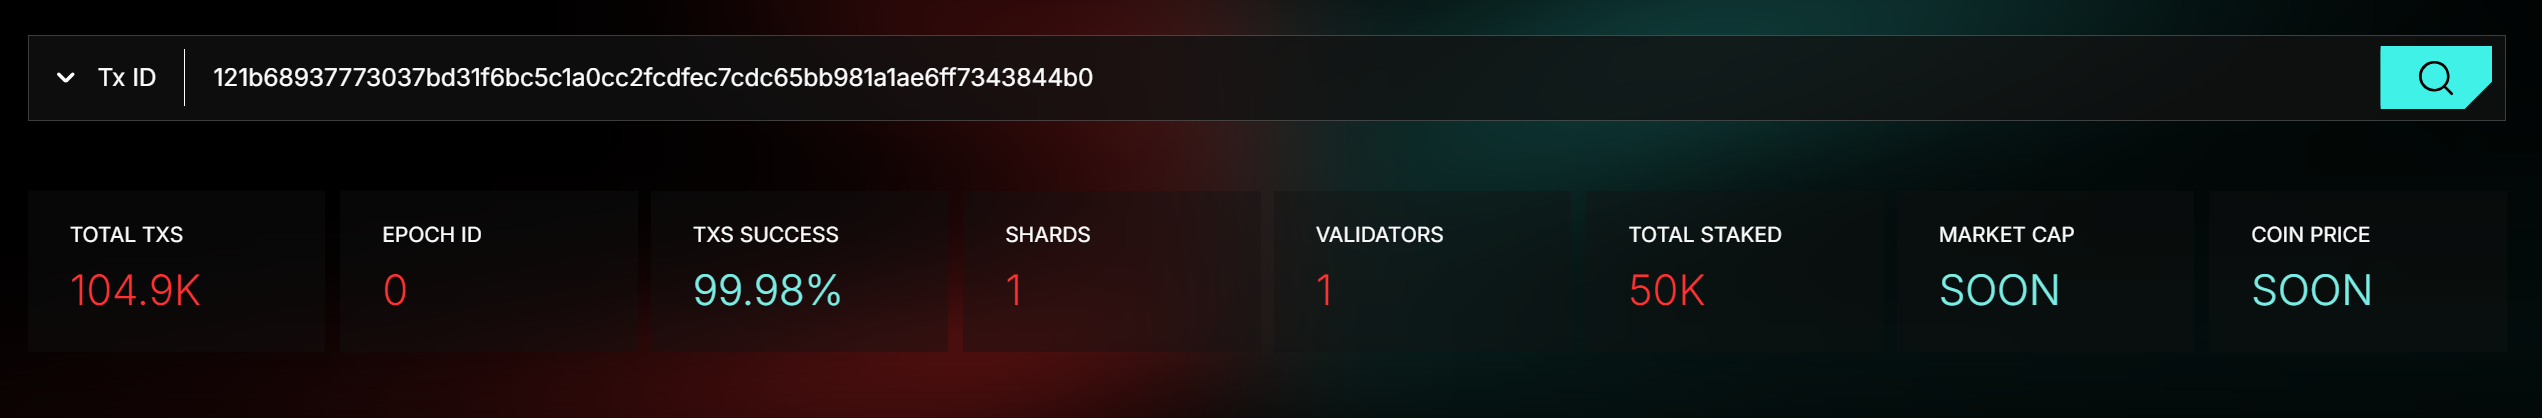 Tx ID 121b68937773037bd31f6bc5c1a0cc2fcdfec7cdc65bb981a1ae6ff7343844b0
TOTAL TXS
104.9K
EPOCH ID
0
TXS SUCCESS
99.98%
SHARDS
1
VALIDATORS
1
TOTAL STAKED
50K
MARKET CAP
SOON
COIN PRICE
SOON